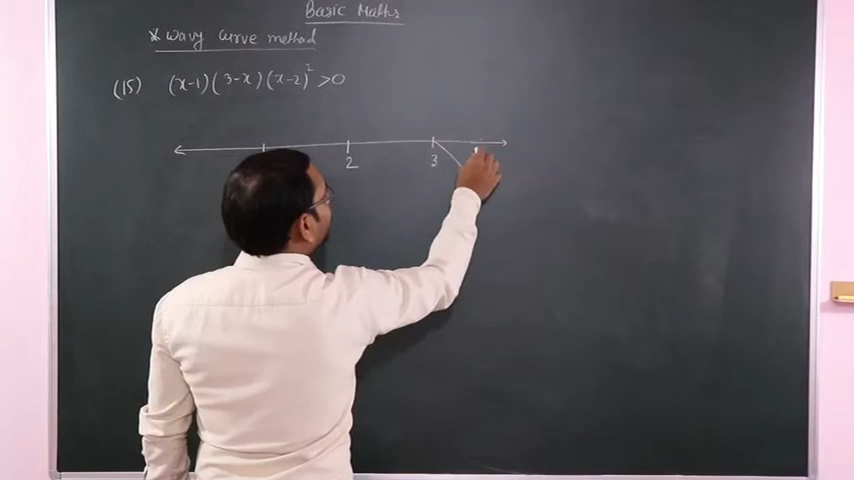 Basic Maths
* wavy curve method
(15) (x-1)(3-x)(x-2)² >0
2 3